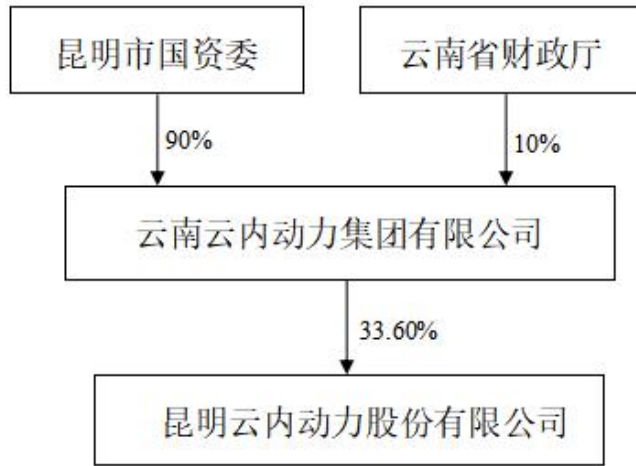 昆明市国资委
云南省财政厅
90%
10%
云南云内动力集团有限公司
33.60%
昆明云内动力股份有限公司